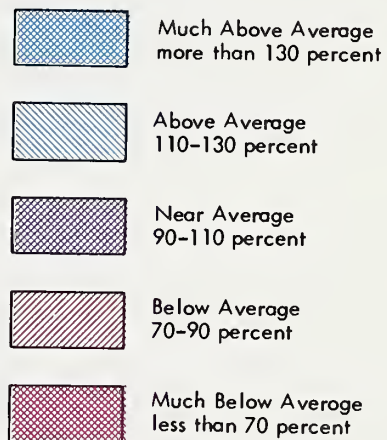 Much Above Average
more than 130 percent
Above Average
110-130 percent
Near Average
90-110 percent
Below Average
70-90 percent
Much Below Average
less than 70 percent